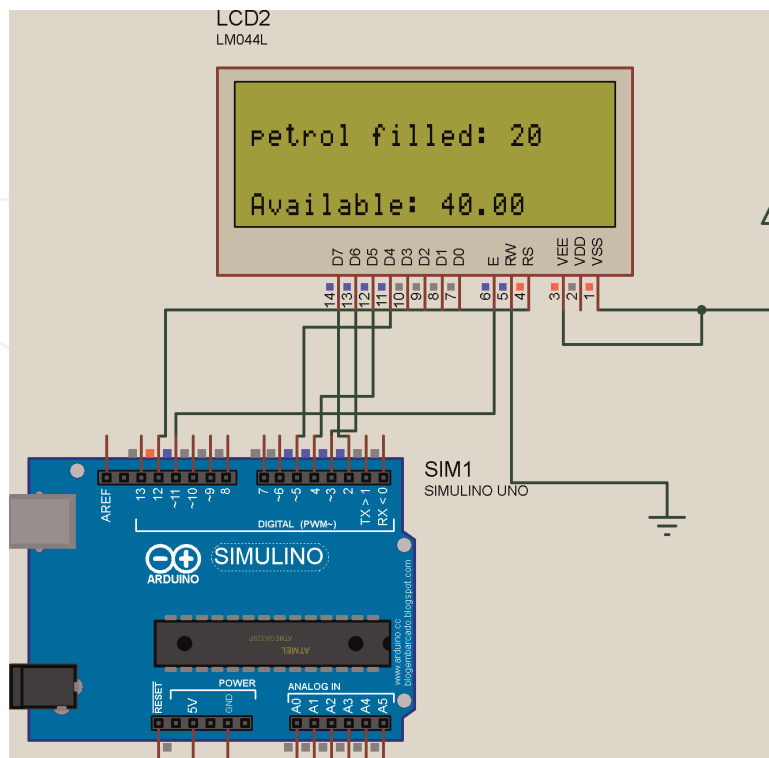 LCD2
LM044L
petrol filled: 20
Available: 40.00
D7 D6 D5 D4 D3 D2 D1 D0 E RW RS VEE VDD VSS
14 13 12 11 10 9 8 7 6 5 4 3 2 1
SIM1
SIMULINO UNO
AREF 13 12 ~11 ~10 ~9 8 7 ~6 ~5 4 ~3 2 TX > 1 RX < 0
DIGITAL (PWM~)
SIMULINO
ARDUINO
www.arduino.cc
blogembarcado.blogspot.com
ATMEGA328P
ATMEL
POWER
ANALOG IN
RESET 5V GND A0 A1 A2 A3 A4 A5